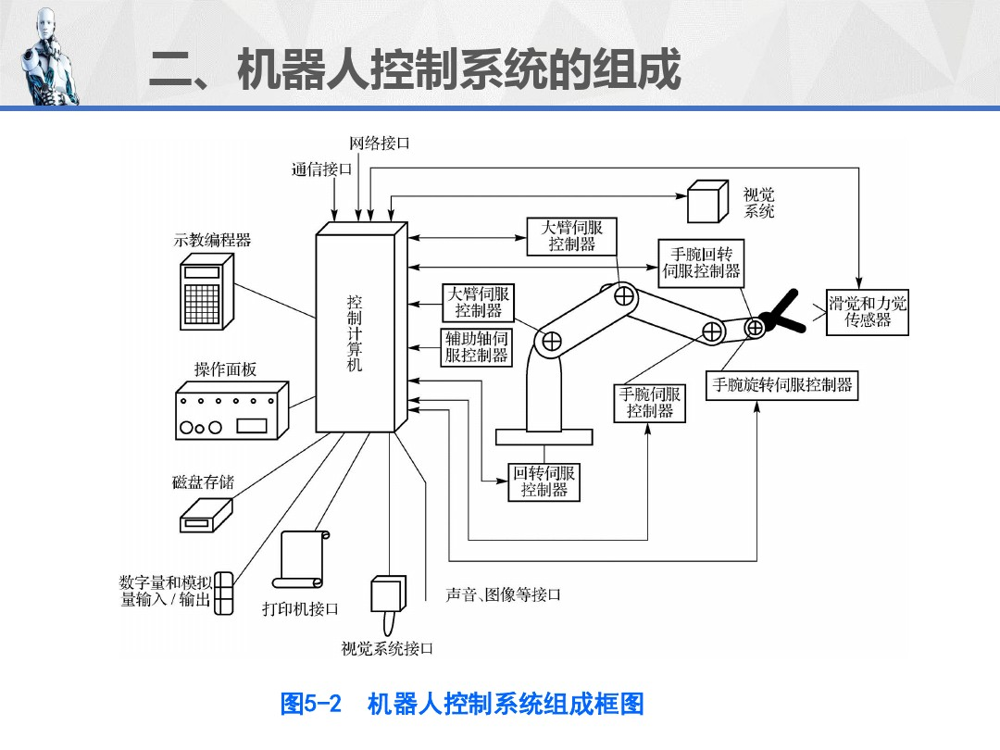 二、机器人控制系统的组成
网络接口
通信接口
视觉
系统
大臂伺服
控制器
示教编程器
手腕回转
伺服控制器
大臂伺服
控制器
滑觉和力觉
传感器
控
制
计
算
机
辅助轴伺
服控制器
操作面板
手腕旋转伺服控制器
手腕伺服
控制器
磁盘存储
回转伺服
控制器
数字量和模拟
量输入/输出
打印机接口
声音、图像等接口
视觉系统接口
图5-2 机器人控制系统组成框图